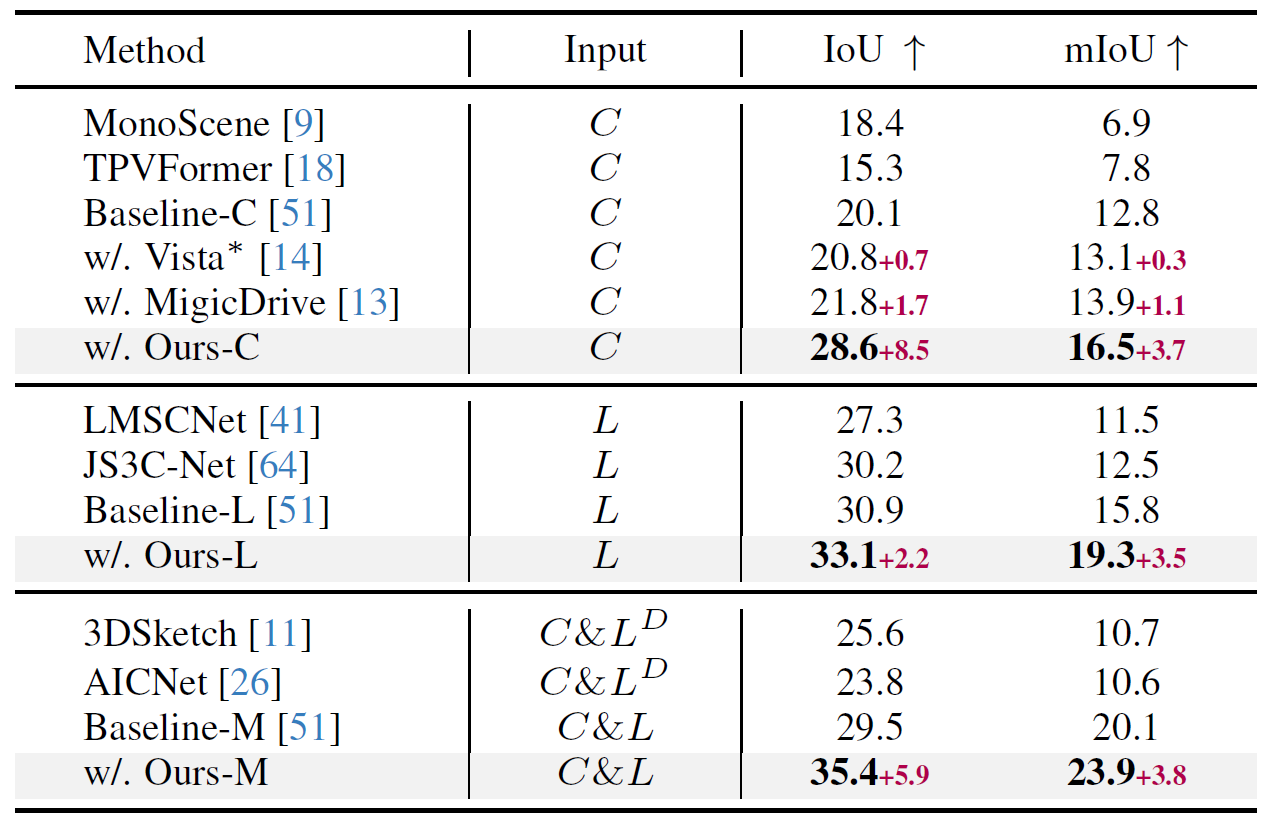 Method Input IoU ↑ mIoU ↑
MonoScene [9] C 18.4 6.9
TPVFormer [18] C 15.3 7.8
Baseline-C [51] C 20.1 12.8
w/. Vista* [14] C 20.8+0.7 13.1+0.3
w/. MigicDrive [13] C 21.8+1.7 13.9+1.1
w/. Ours-C C 28.6+8.5 16.5+3.7
LMSCNet [41] L 27.3 11.5
JS3C-Net [64] L 30.2 12.5
Baseline-L [51] L 30.9 15.8
w/. Ours-L L 33.1+2.2 19.3+3.5
3DSketch [11] C&L^D 25.6 10.7
AICNet [26] C&L^D 23.8 10.6
Baseline-M [51] C&L 29.5 20.1
w/. Ours-M C&L 35.4+5.9 23.9+3.8